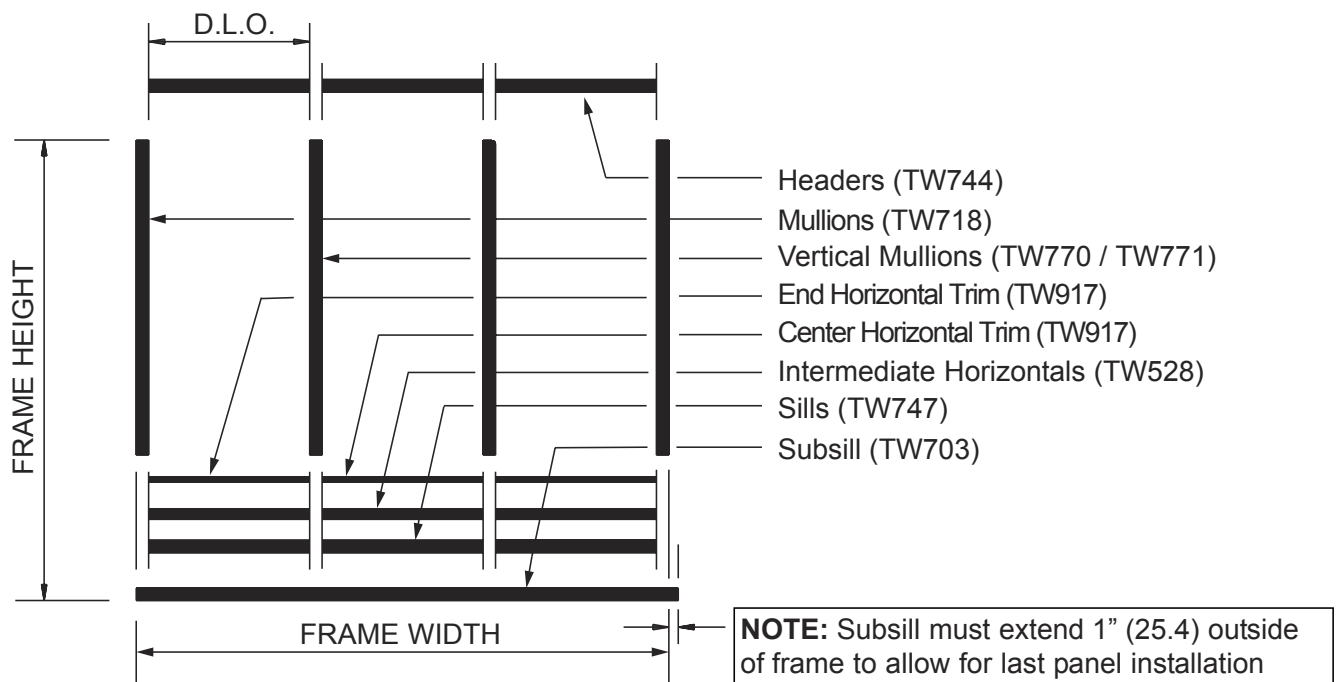 D.L.O.
FRAME HEIGHT
Headers (TW744)
Mullions (TW718)
Vertical Mullions (TW770 / TW771)
End Horizontal Trim (TW917)
Center Horizontal Trim (TW917)
Intermediate Horizontals (TW528)
Sills (TW747)
Subsill (TW703)
FRAME WIDTH
NOTE: Subsill must extend 1” (25.4) outside
of frame to allow for last panel installation